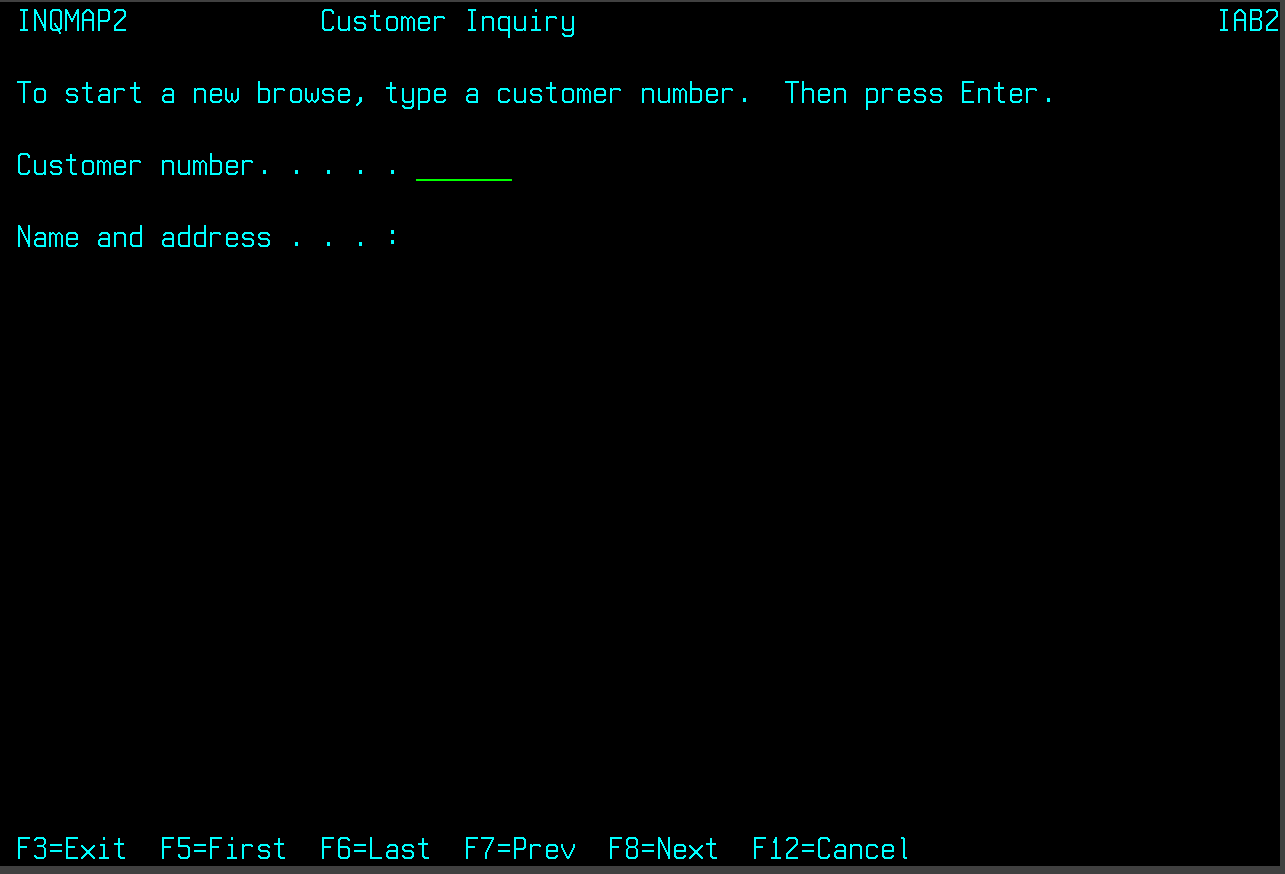 INQMAP2 Customer Inquiry IAB2
To start a new browse, type a customer number. Then press Enter.
Customer number. . . . . ______
Name and address . . . :
F3=Exit F5=First F6=Last F7=Prev F8=Next F12=Cancel